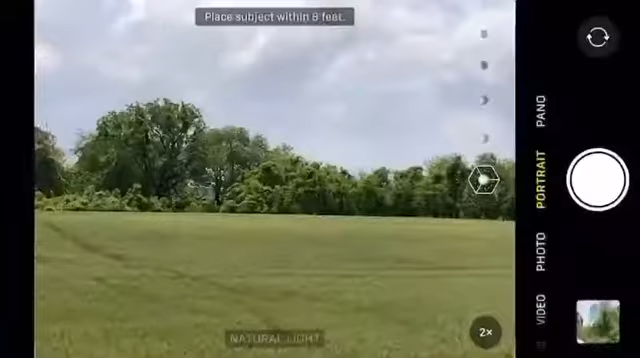 Place subject within 8 feet.
NATURAL LIGHT
2×
PANO
PORTRAIT
PHOTO
VIDEO